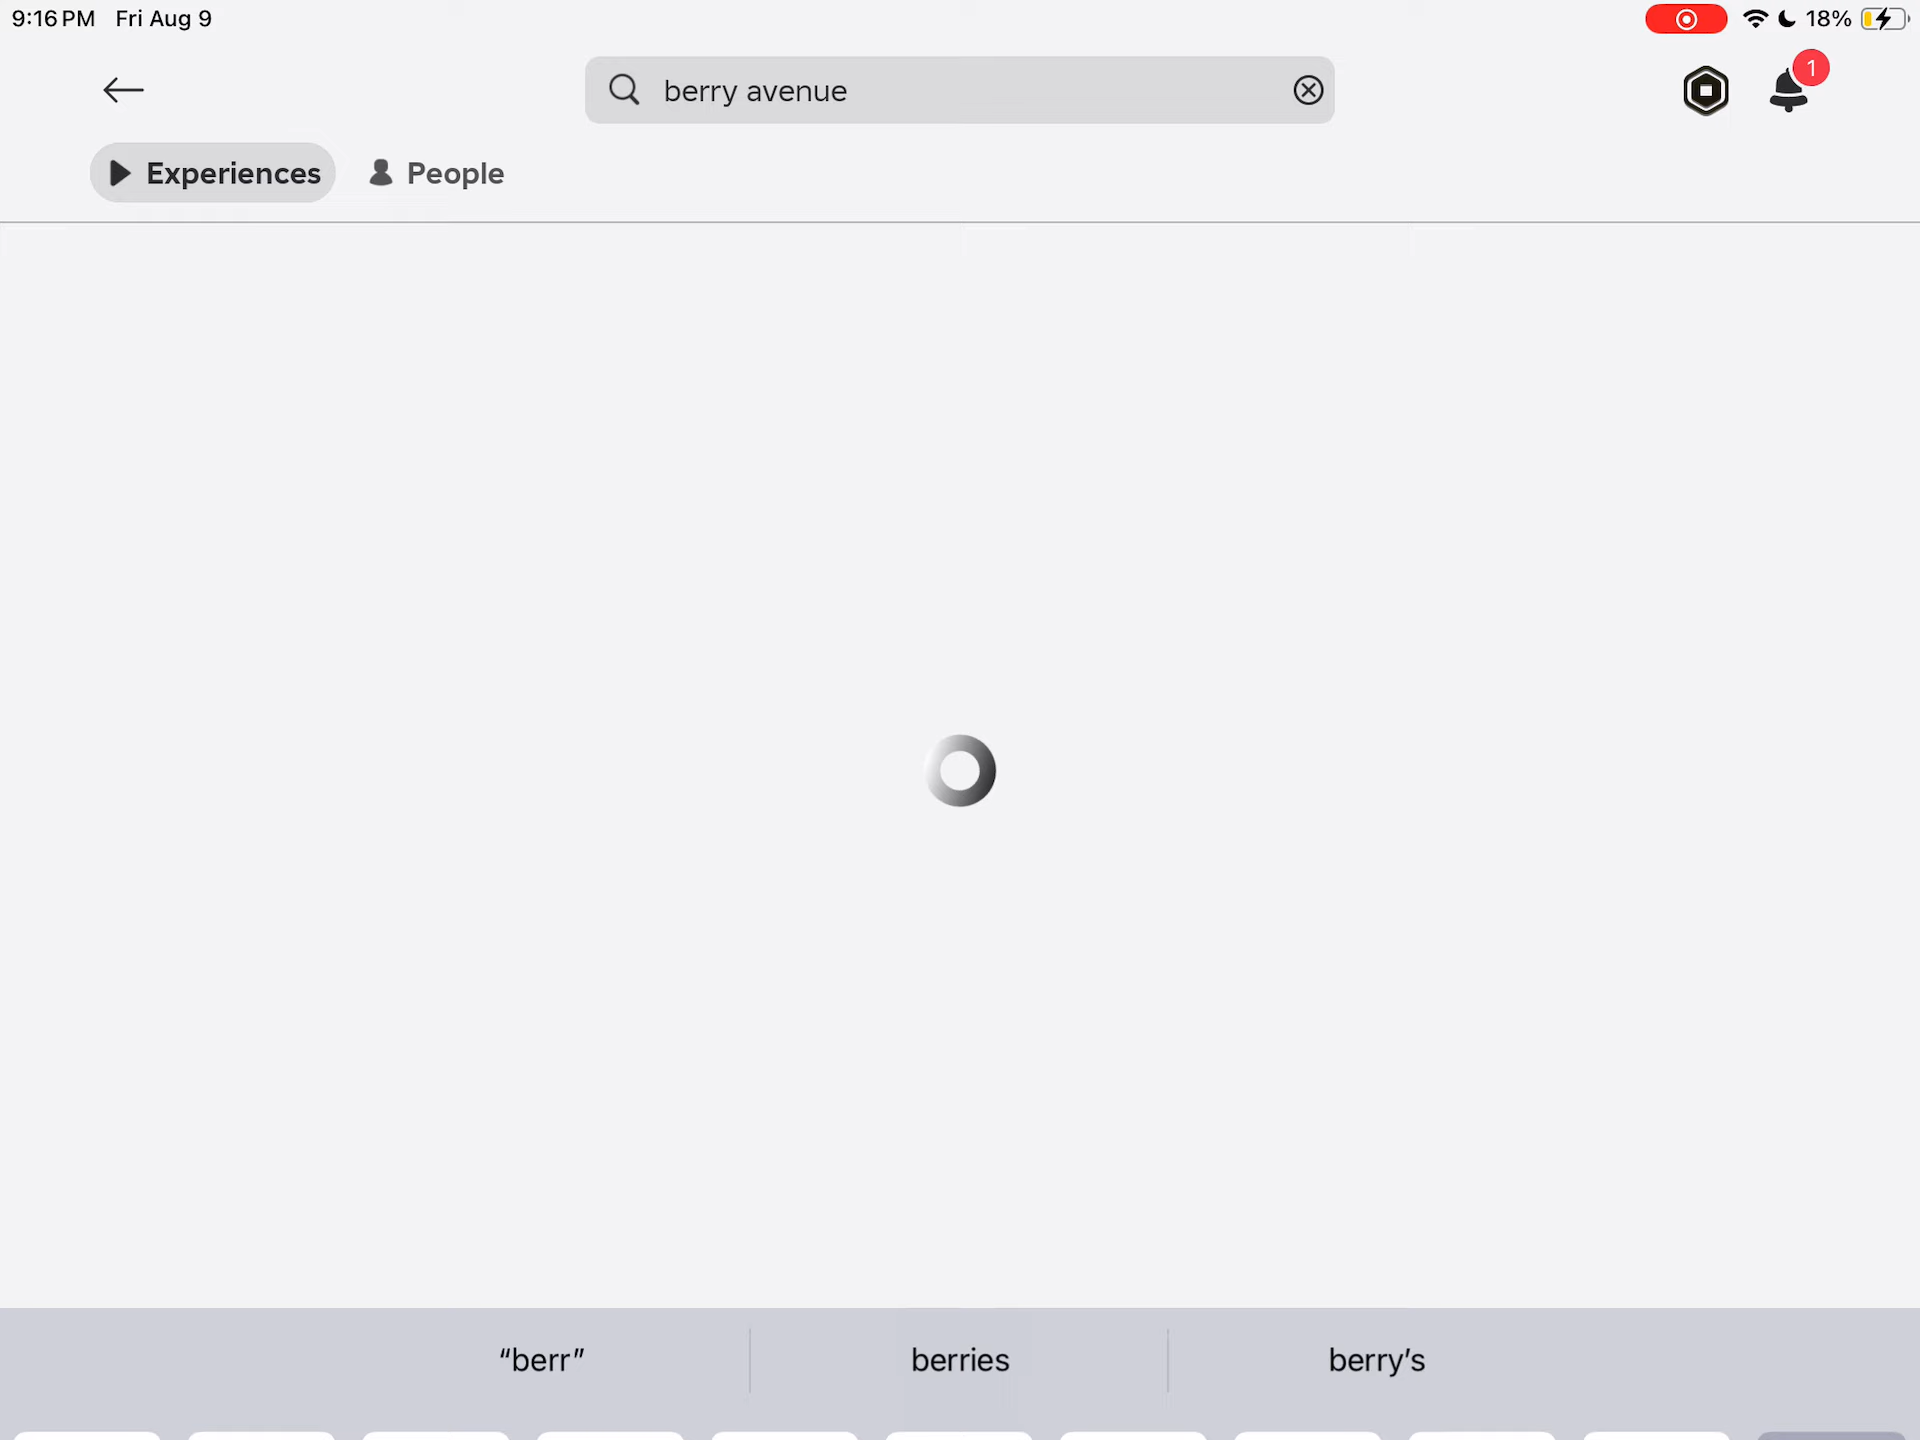 9:16 PM Fri Aug 9
18%
berry avenue
1
Experiences
People
“berr”
berries
berry’s